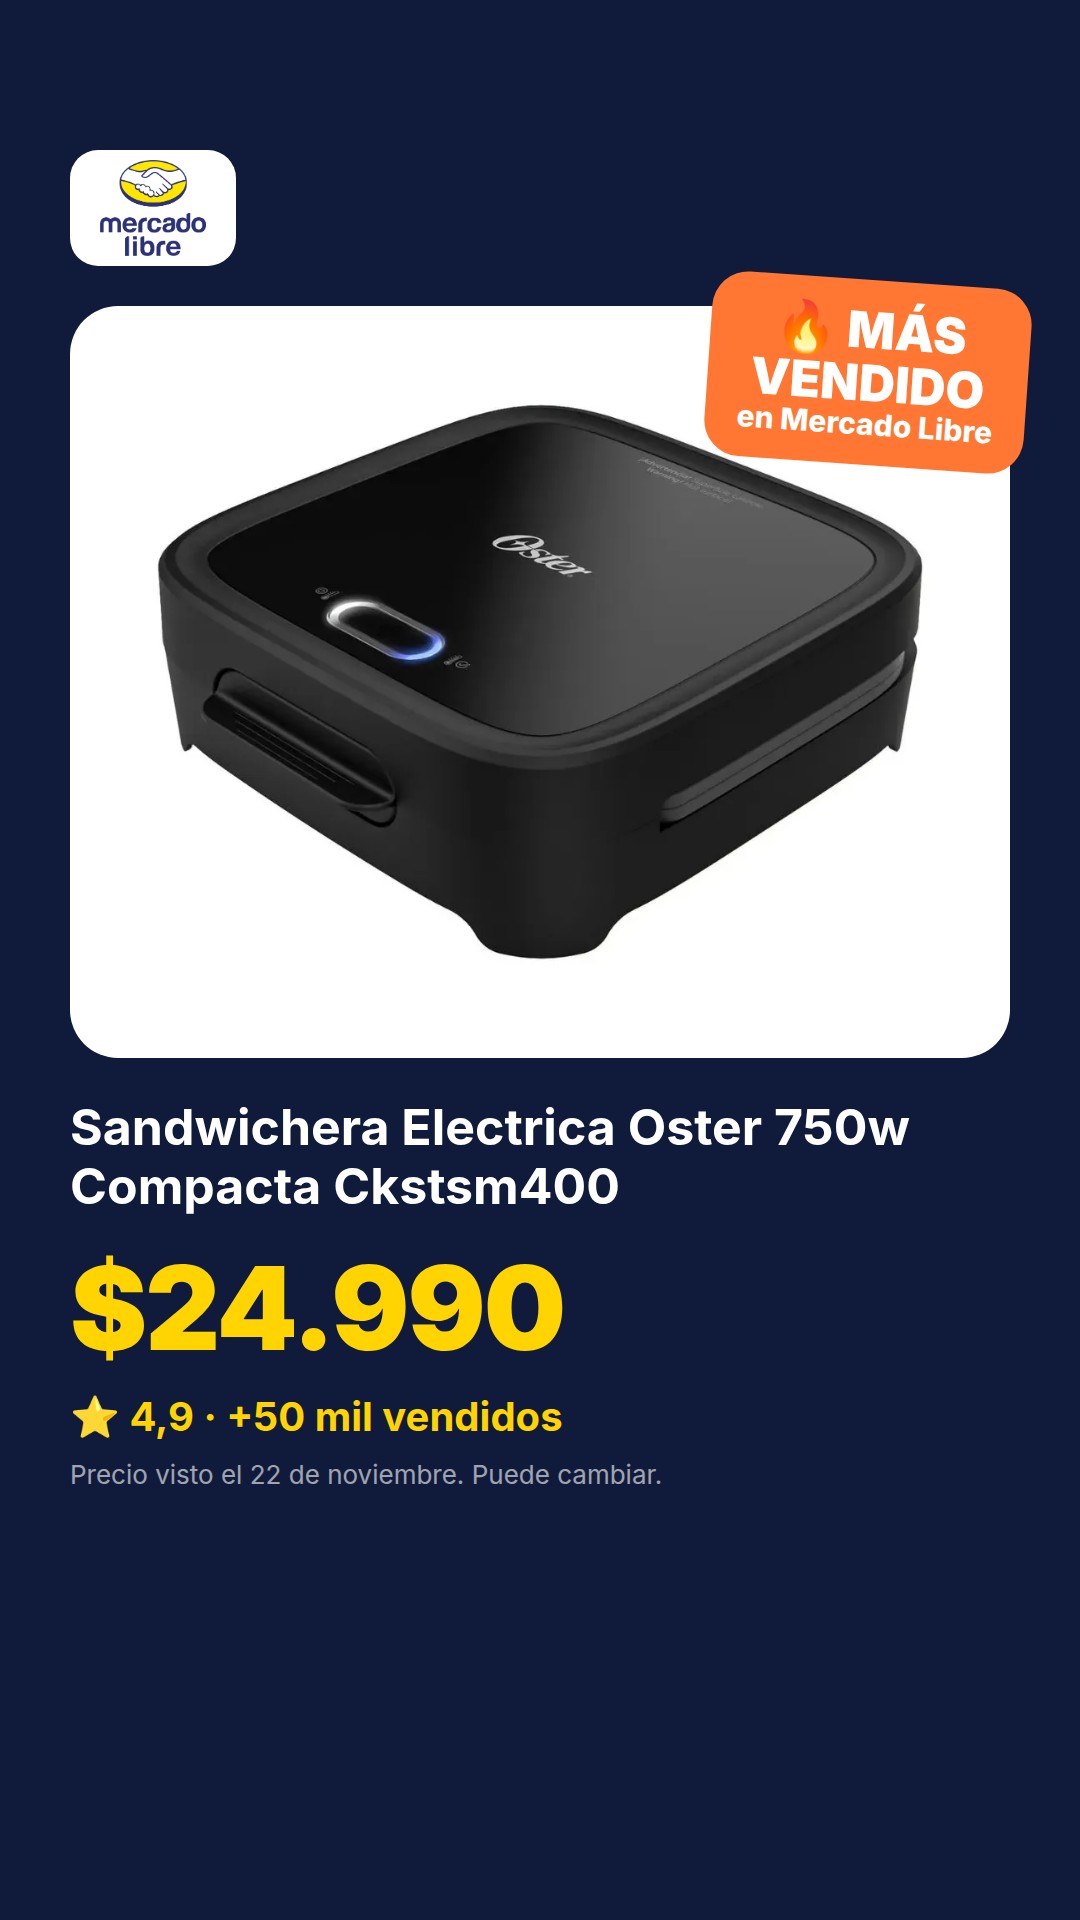 mercado
libre
🔥 MÁS
VENDIDO
en Mercado Libre
Oster
Sandwichera Electrica Oster 750w
Compacta Ckstsm400
$24.990
⭐ 4,9 · +50 mil vendidos
Precio visto el 22 de noviembre. Puede cambiar.